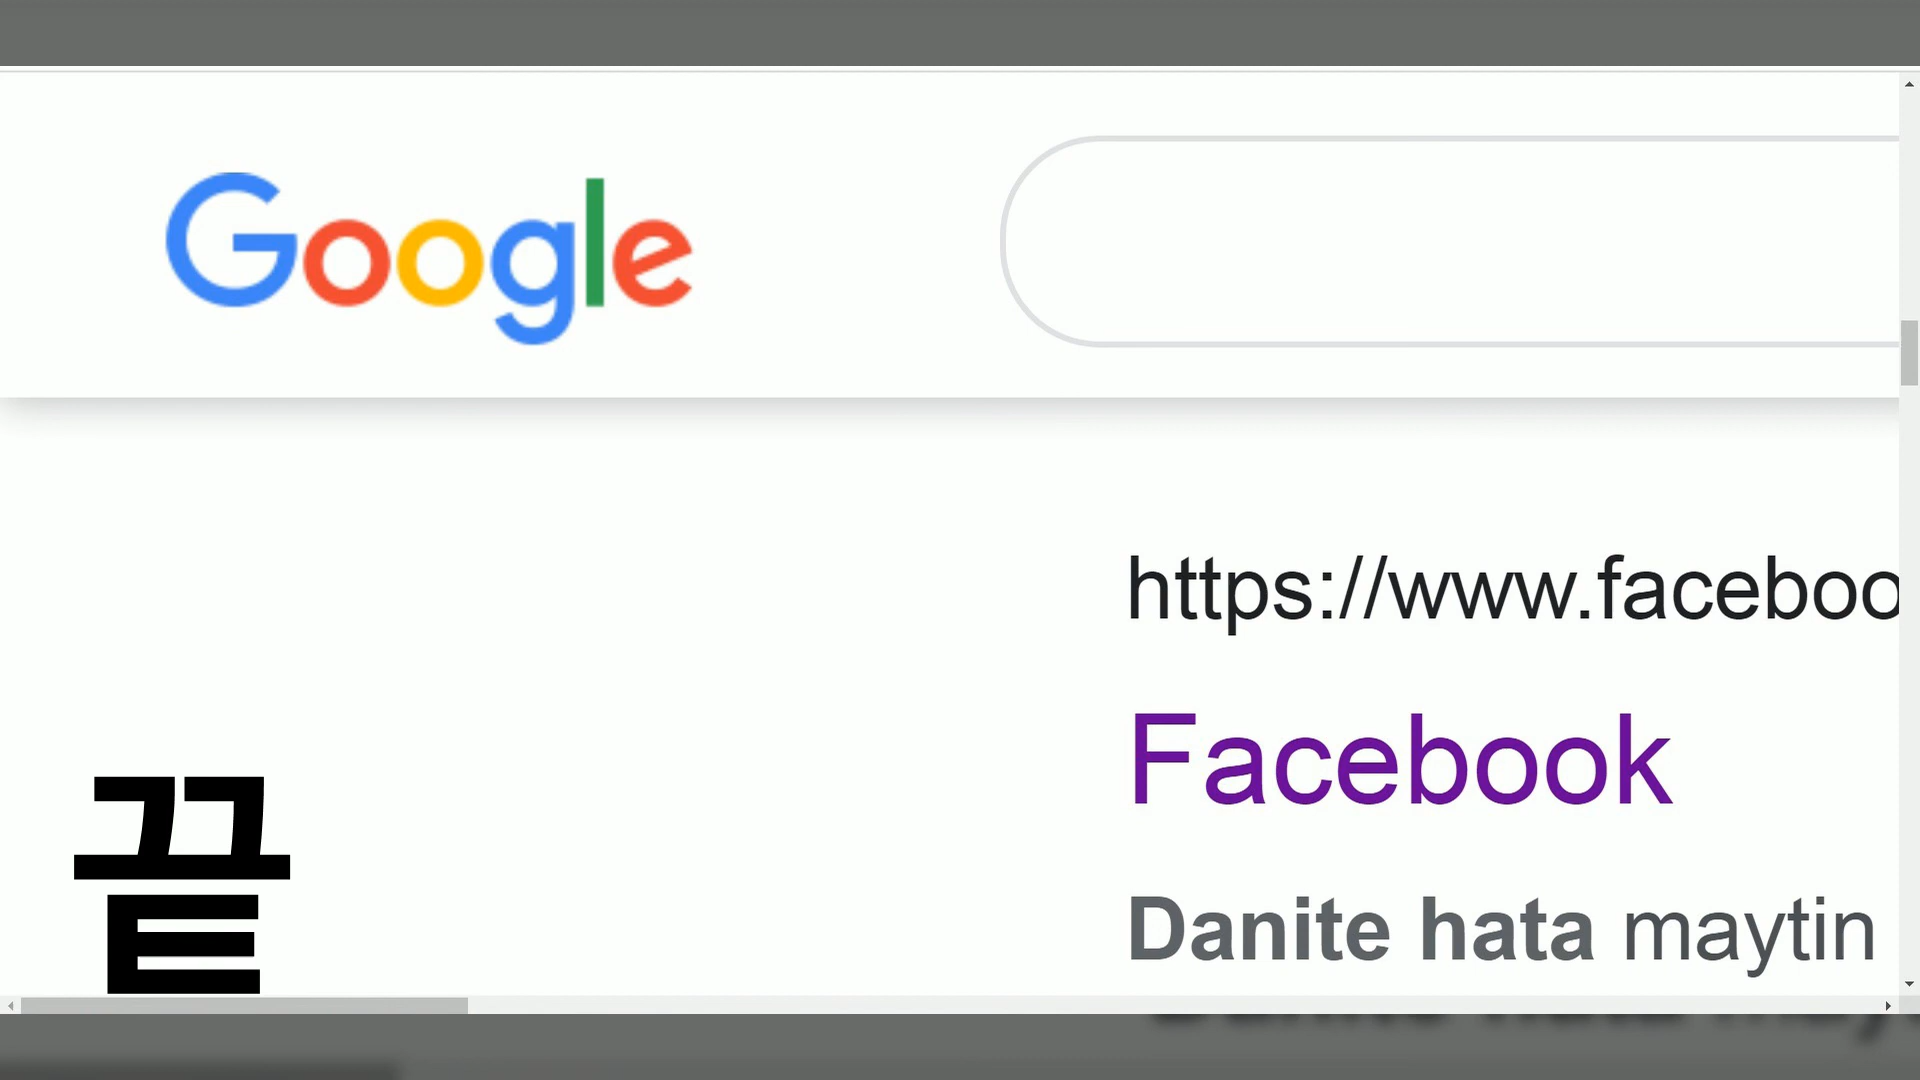 Google
https://www.faceboo
Facebook
Danite hata maytin
끝